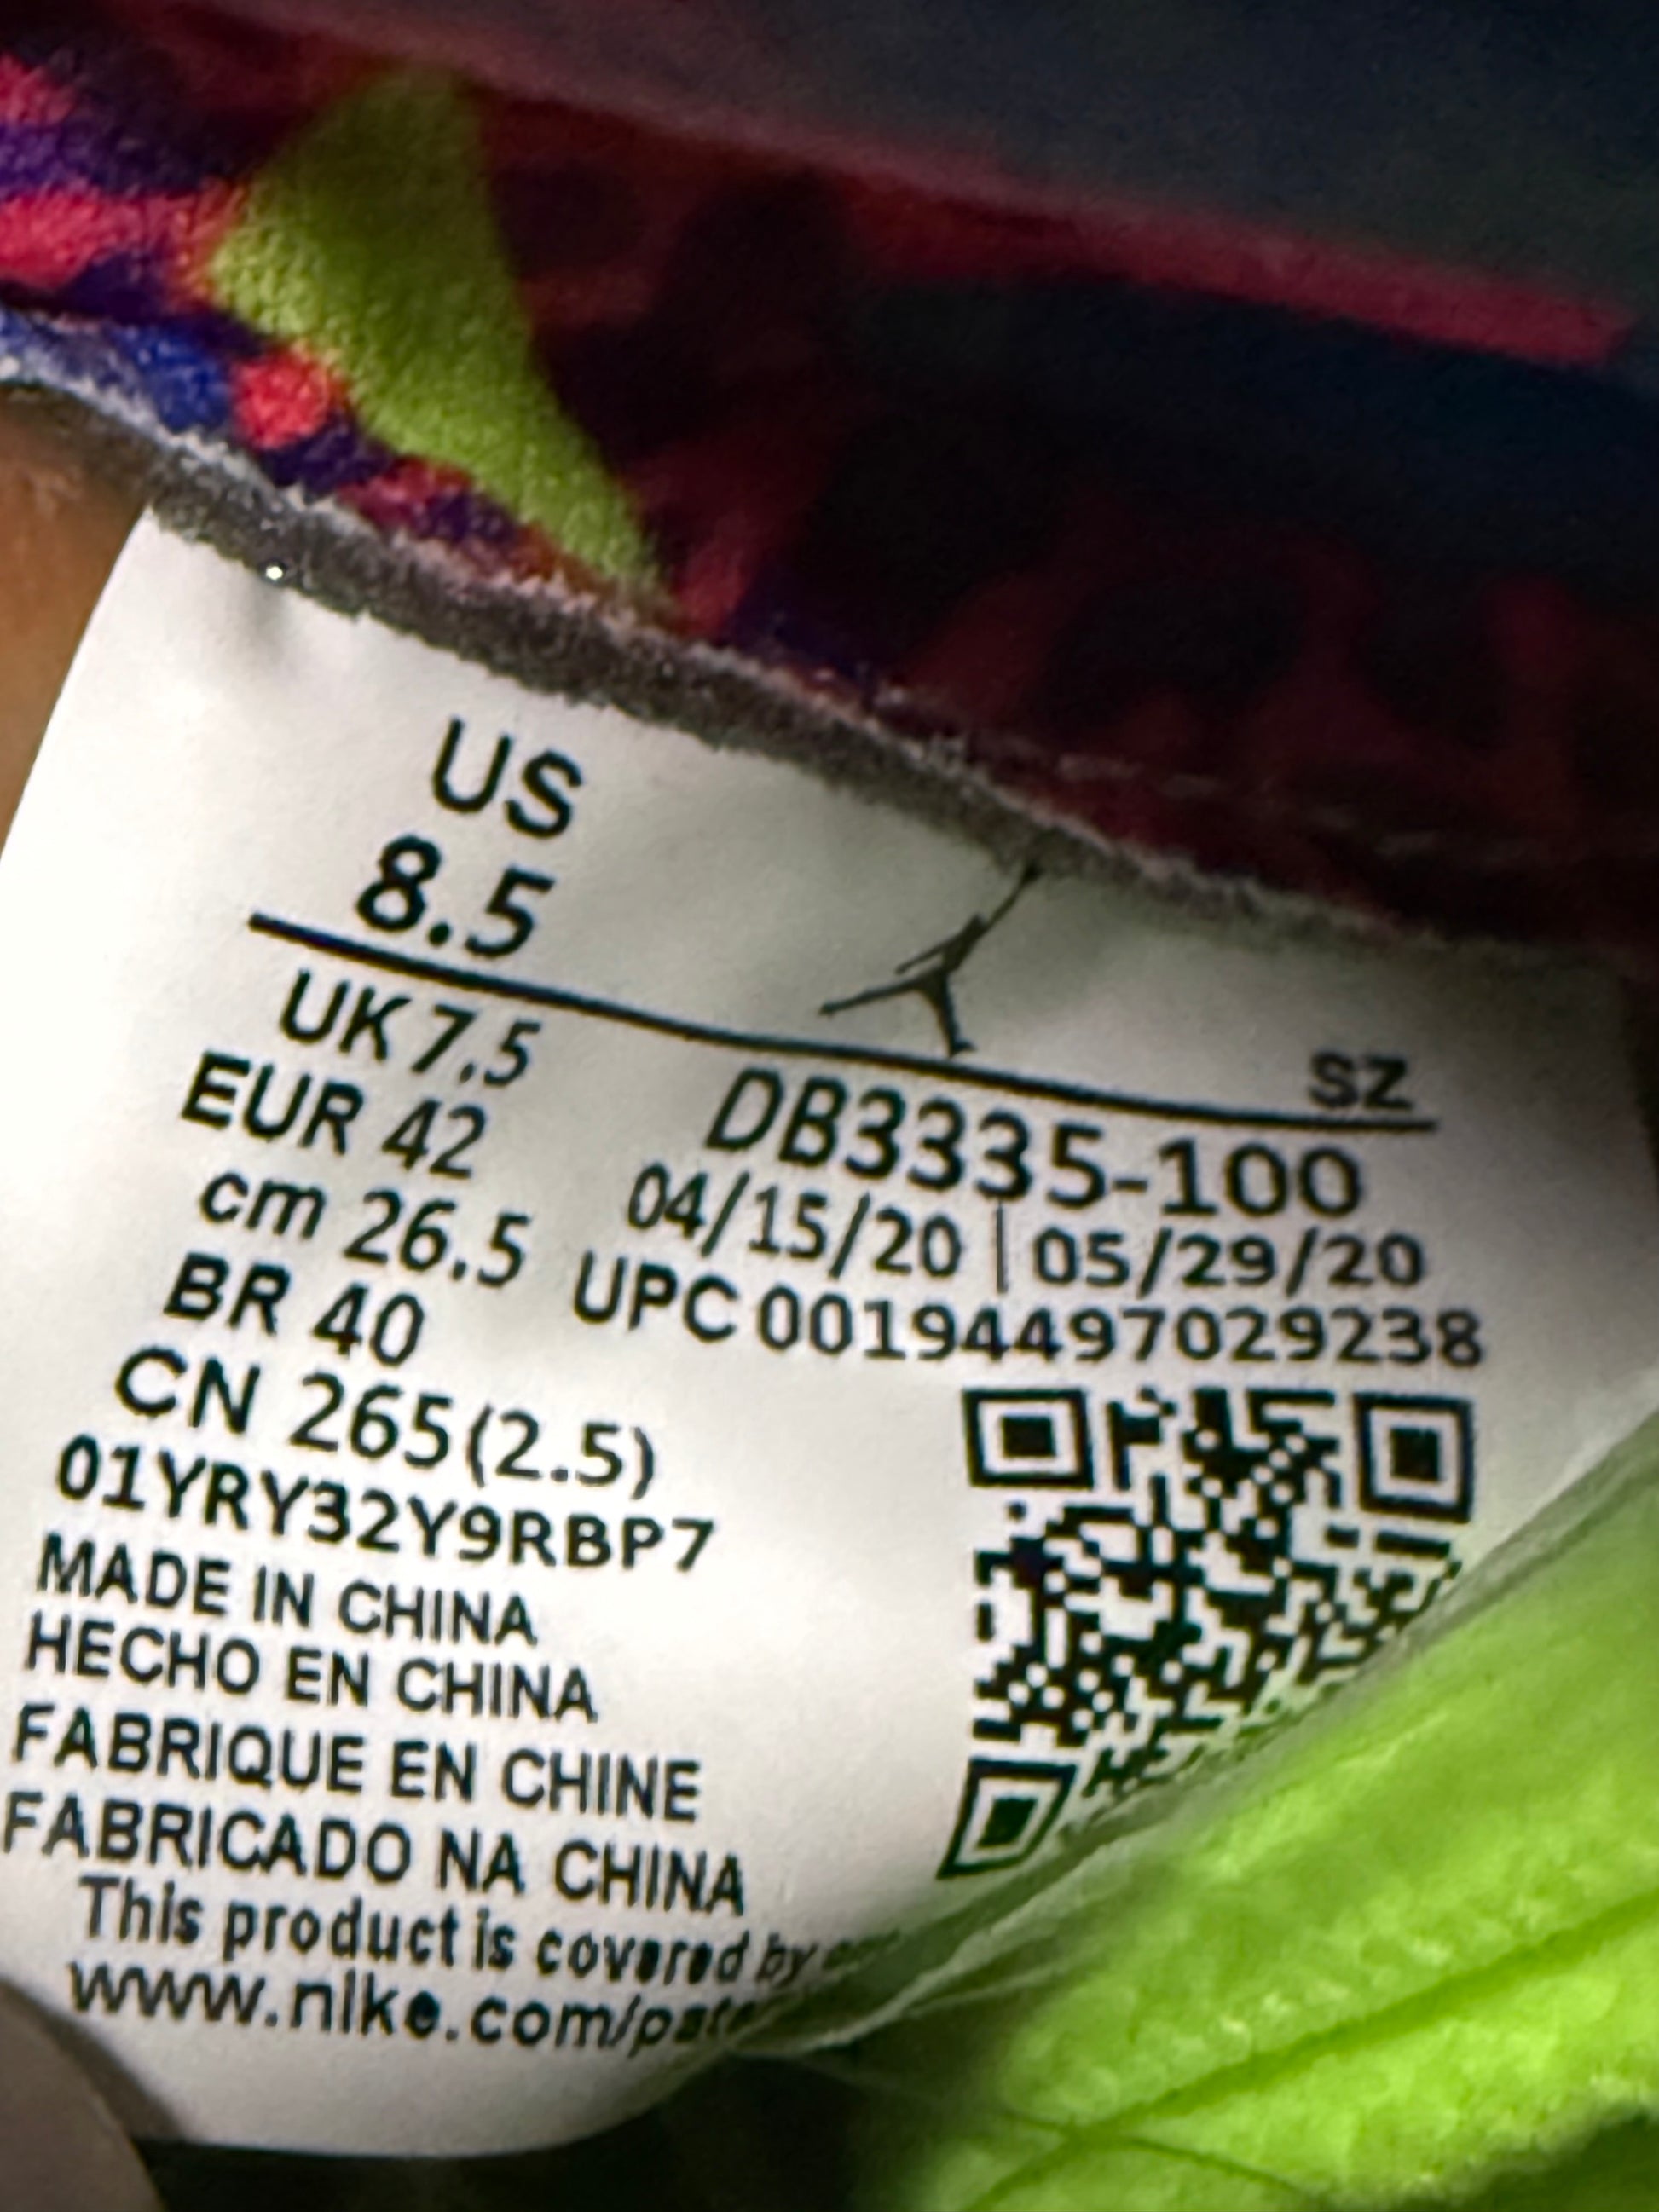 US
8.5
SZ
UK 7.5
EUR 42
cm 26.5
BR 40
CN 265(2.5)
01YRY32Y9RBP7
DB3335-100
04/15/20 | 05/29/20
UPC 00194497029238
MADE IN CHINA
HECHO EN CHINA
FABRIQUE EN CHINE
FABRICADO NA CHINA
This product is covered by
www.nike.com/